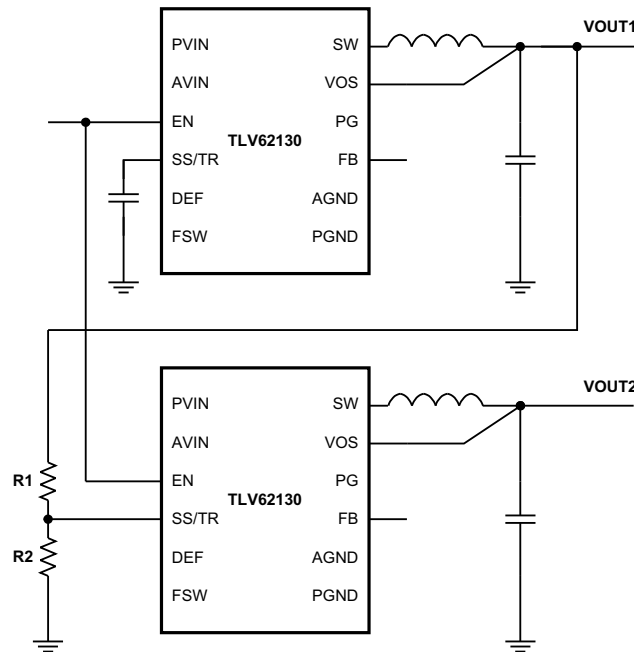 VOUT1
PVIN SW
AVIN VOS
EN PG
TLV62130
SS/TR FB
DEF AGND
FSW PGND
VOUT2
PVIN SW
AVIN VOS
R1 EN PG
TLV62130
SS/TR FB
R2 DEF AGND
FSW PGND